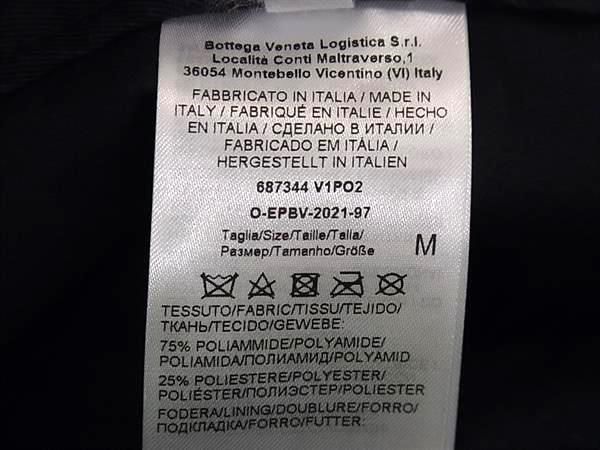 Bottega Veneta Logistica S.r.l.
Località Conti Maltraverso,1
36054 Montebello Vicentino (VI) Italy
FABBRICATO IN ITALIA / MADE IN
ITALY / FABRIQUÉ EN ITALIE / HECHO
EN ITALIA / СДЕЛАНО В ИТАЛИИ /
FABRICADO EM ITÀLIA /
HERGESTELLT IN ITALIEN
687344 V1PO2
O-EPBV-2021-97
Taglia/Size/Taille/Talla/
Размер/Tamanho/Größe M
TESSUTO/FABRIC/TISSU/TEJIDO/
ТКАНЬ/TECIDO/GEWEBE:
75% POLIAMMIDE/POLYAMIDE/
POLIAMIDA/ПОЛИАМИД/POLYAMID
25% POLIESTERE/POLYESTER/
POLIÉSTER/ПОЛИЭСТЕР/POLIESTER
FODERA/LINING/DOUBLURE/FORRO/
ПОДКЛАДКА/FORRO/FUTTER: